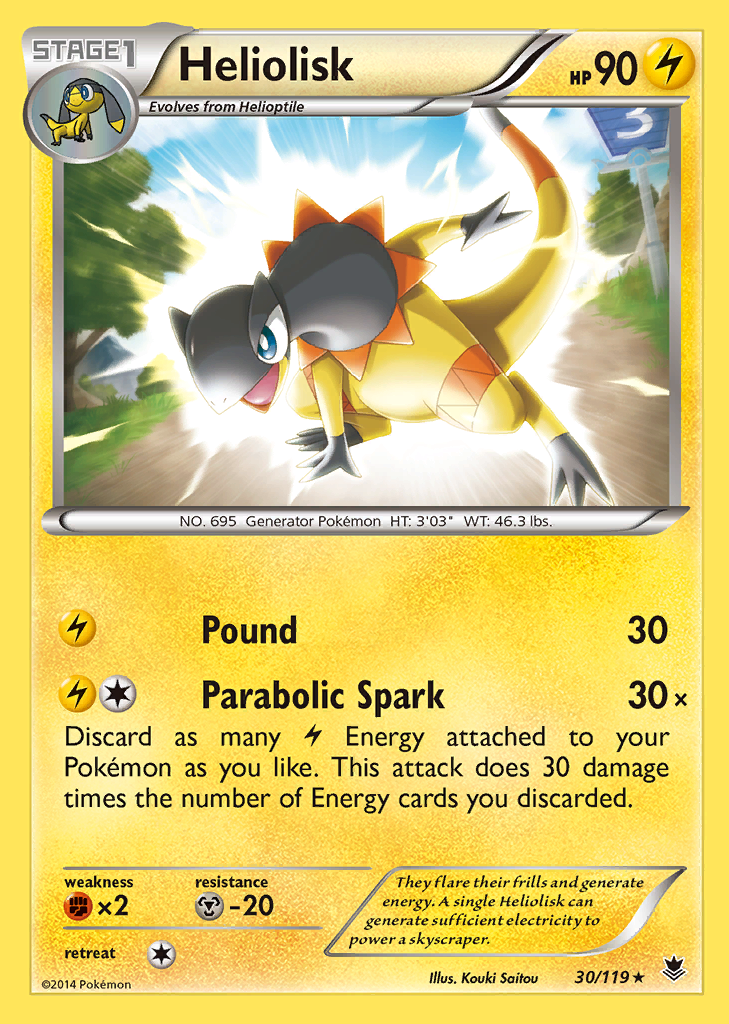 STAGE1
Heliolisk
HP 90
Evolves from Helioptile
3
NO. 695 Generator Pokémon HT: 3'03" WT: 46.3 lbs.
Pound 30
Parabolic Spark 30×
Discard as many Energy attached to your
Pokémon as you like. This attack does 30 damage
times the number of Energy cards you discarded.
weakness resistance
×2 -20
retreat
They flare their frills and generate
energy. A single Heliolisk can
generate sufficient electricity to
power a skyscraper.
©2014 Pokémon
Illus. Kouki Saitou 30/119 ★